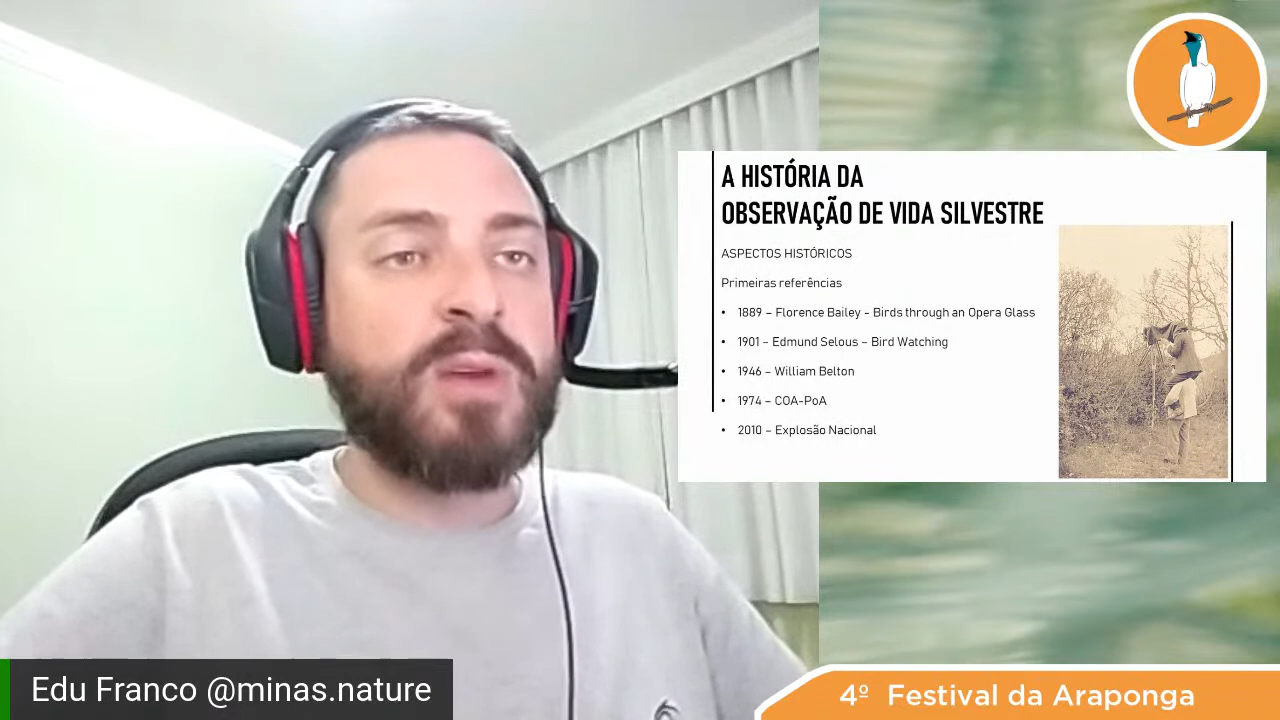 A HISTÓRIA DA
OBSERVAÇÃO DE VIDA SILVESTRE
ASPECTOS HISTÓRICOS
Primeiras referências
• 1889 – Florence Bailey - Birds through an Opera Glass
• 1901 – Edmund Selous – Bird Watching
• 1946 – William Belton
• 1974 – COA-PoA
• 2010 – Explosão Nacional
Edu Franco @minas.nature
4º Festival da Araponga